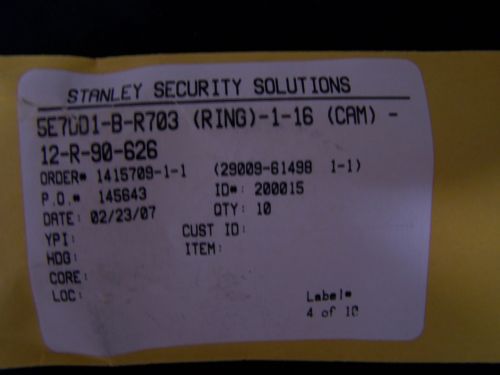 STANLEY SECURITY SOLUTIONS
5E7DD1-B-R703 (RING)-1-16 (CAM) -
12-R-90-626
ORDER# 1415709-1-1 (29009-61498 1-1)
P.O.# 145643 ID#: 200015
DATE: 02/23/07 QTY: 10
YPI: CUST ID:
HDG: ITEM:
CORE:
LOC:
Label#
4 of 10